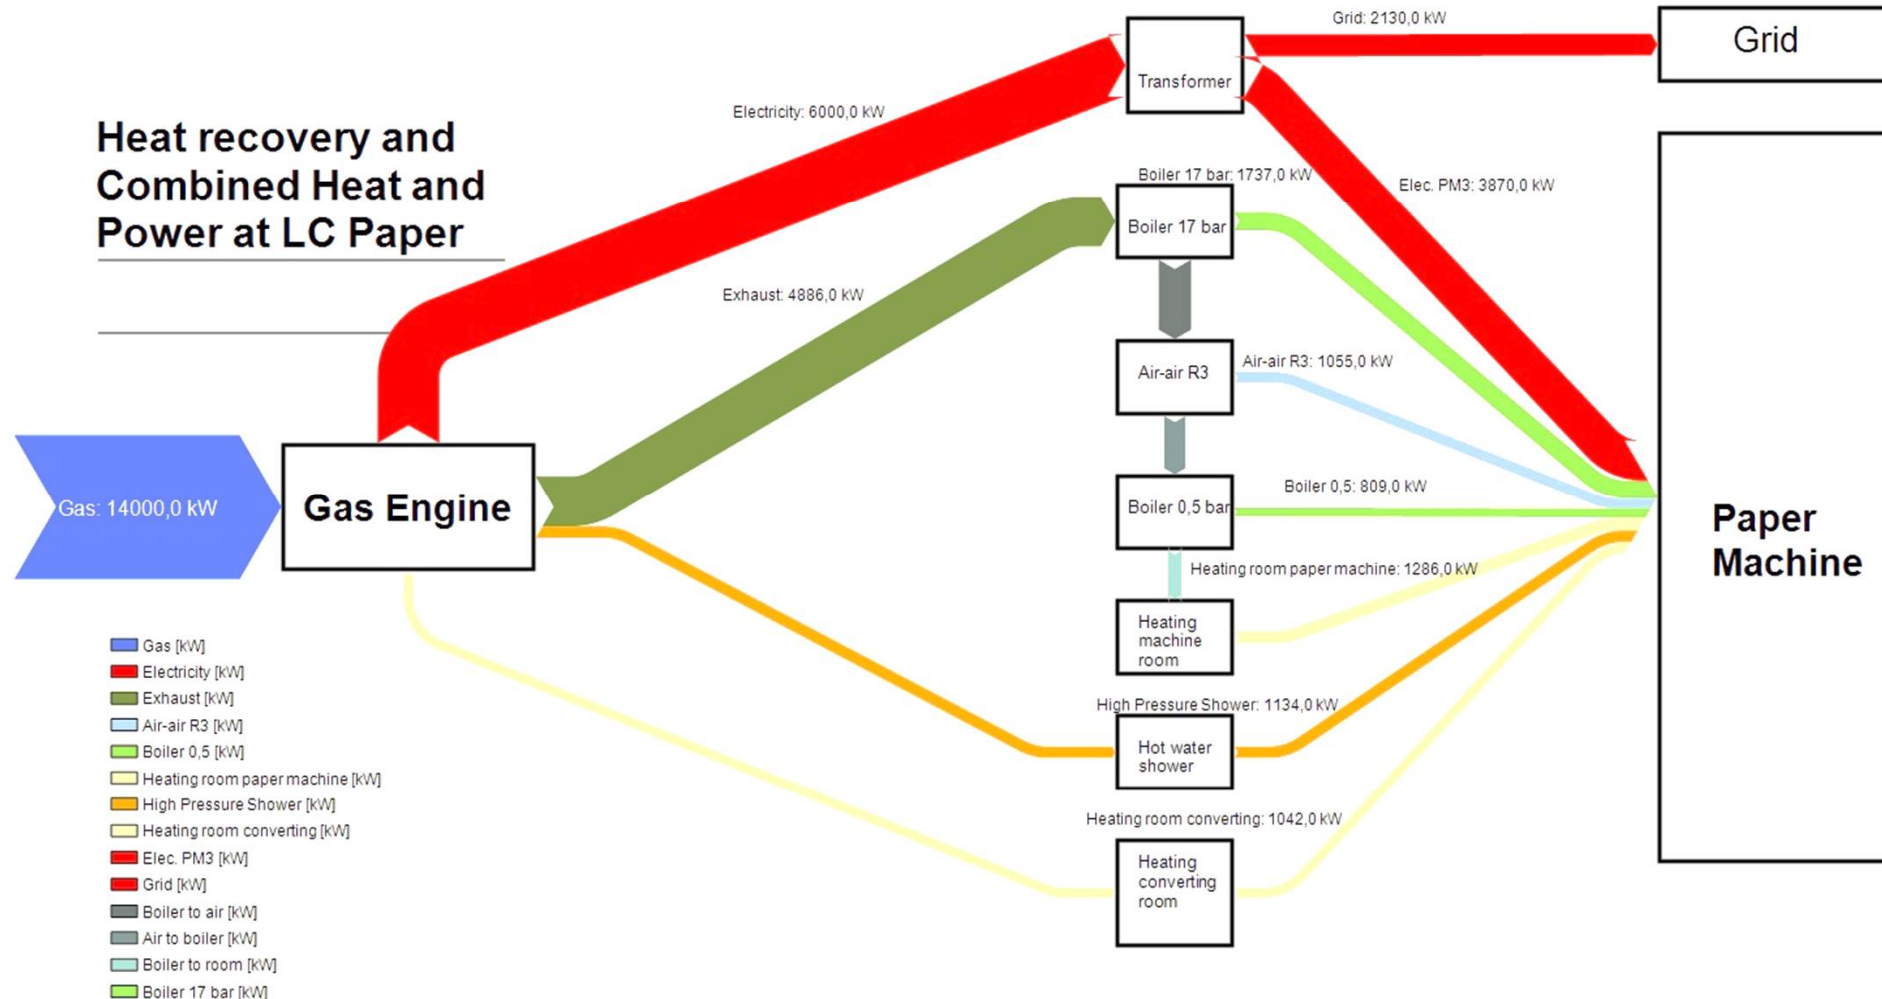 Heat recovery and
Combined Heat and
Power at LC Paper
Grid: 2130,0 kW
Grid
Transformer
Electricity: 6000,0 kW
Boiler 17 bar: 1737,0 kW
Elec. PM3: 3870,0 kW
Boiler 17 bar
Exhaust: 4886,0 kW
Air-air R3
Air-air R3: 1055,0 kW
Gas: 14000,0 kW
Gas Engine
Boiler 0,5: 809,0 kW
Boiler 0,5 bar
Paper
Machine
Heating room paper machine: 1286,0 kW
Heating
machine
room
High Pressure Shower: 1134,0 kW
Hot water
shower
Heating room converting: 1042,0 kW
Heating
converting
room
Gas [kW]
Electricity [kW]
Exhaust [kW]
Air-air R3 [kW]
Boiler 0,5 [kW]
Heating room paper machine [kW]
High Pressure Shower [kW]
Heating room converting [kW]
Elec. PM3 [kW]
Grid [kW]
Boiler to air [kW]
Air to boiler [kW]
Boiler to room [kW]
Boiler 17 bar [kW]